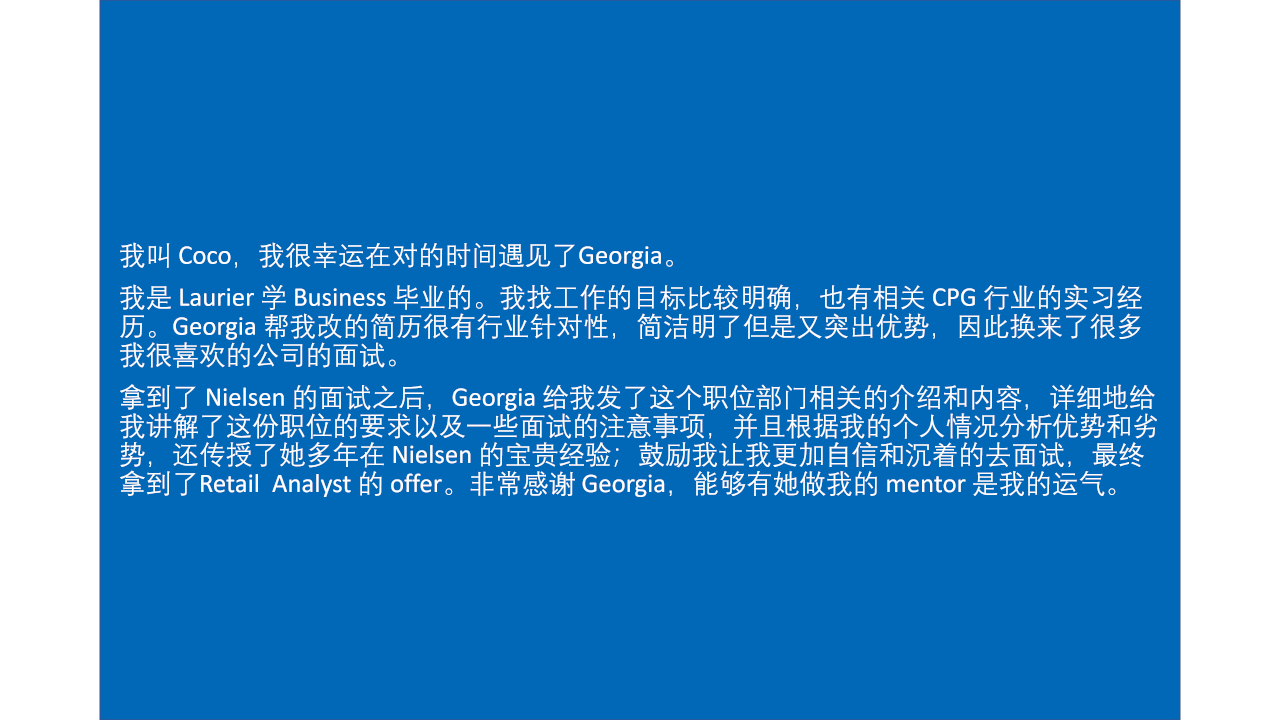 我叫 Coco，我很幸运在对的时间遇见了Georgia。
我是 Laurier 学 Business 毕业的。我找工作的目标比较明确，也有相关 CPG 行业的实习经
历。Georgia 帮我改的简历很有行业针对性，简洁明了但是又突出优势，因此换来了很多
我很喜欢的公司的面试。
拿到了 Nielsen 的面试之后，Georgia 给我发了这个职位部门相关的介绍和内容，详细地给
我讲解了这份职位的要求以及一些面试的注意事项，并且根据我的个人情况分析优势和劣
势，还传授了她多年在 Nielsen 的宝贵经验；鼓励我让我更加自信和沉着的去面试，最终
拿到了Retail  Analyst 的 offer。非常感谢 Georgia，能够有她做我的 mentor 是我的运气。